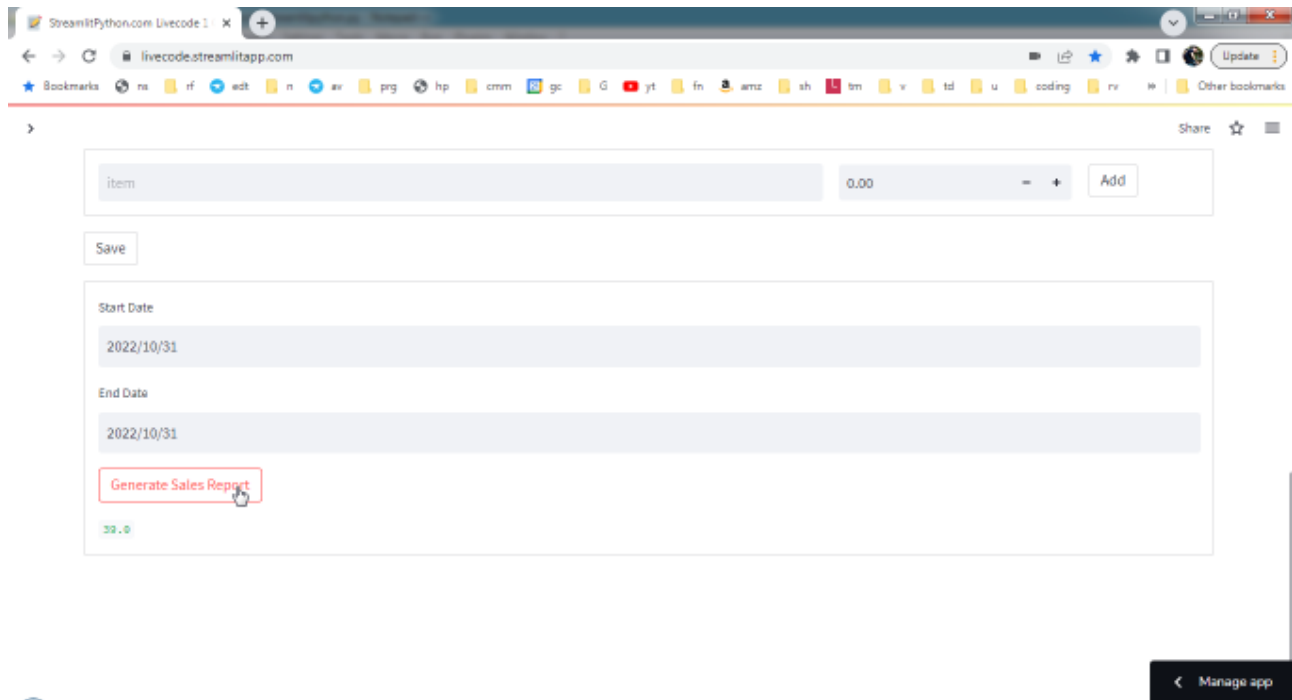 StreamlitPython.com Livecode 1
livecode.streamlitapp.com
Update
Bookmarks ns rf edt n av prg hp cmm gc G yt fn amz sh tm v td u coding rv » Other bookmarks
Share
item 0.00 − + Add
Save
Start Date
2022/10/31
End Date
2022/10/31
Generate Sales Report
39.0
Manage app